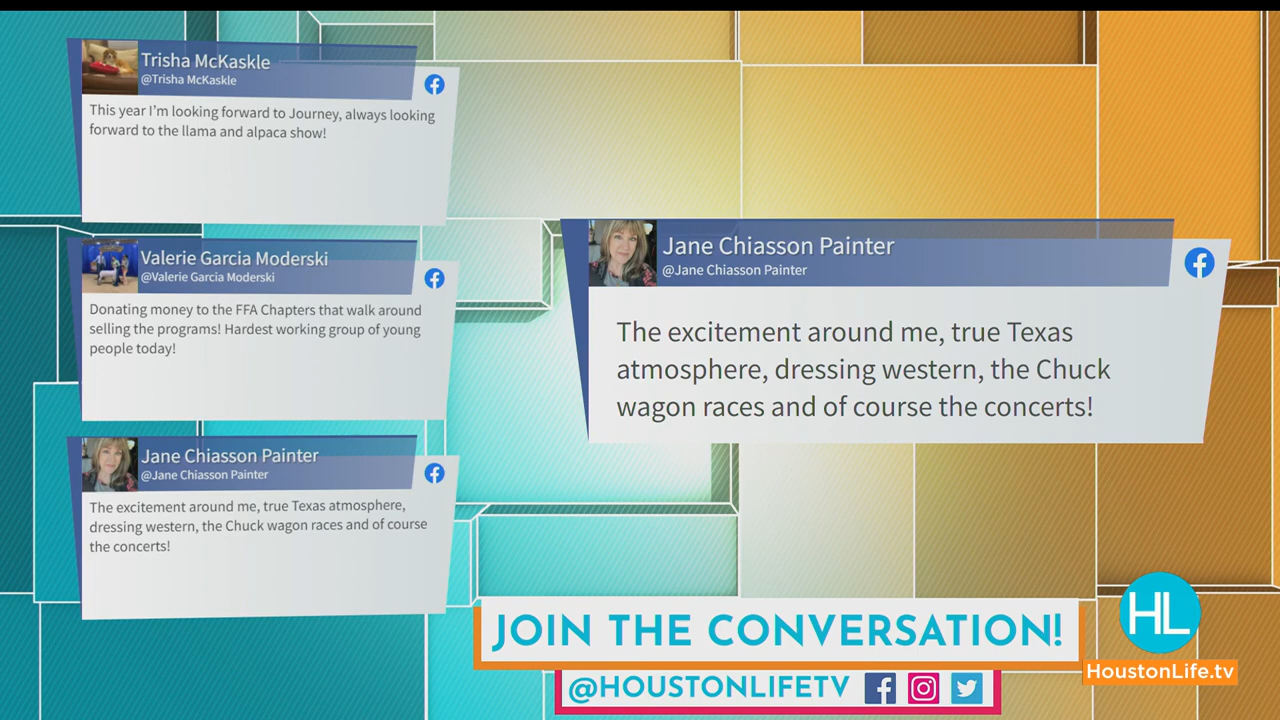 Trisha McKaskle
@Trisha McKaskle
This year I'm looking forward to Journey, always looking
forward to the llama and alpaca show!
Valerie Garcia Moderski
@Valerie Garcia Moderski
Donating money to the FFA Chapters that walk around
selling the programs! Hardest working group of young
people today!
Jane Chiasson Painter
@Jane Chiasson Painter
The excitement around me, true Texas atmosphere,
dressing western, the Chuck wagon races and of course
the concerts!
Jane Chiasson Painter
@Jane Chiasson Painter
The excitement around me, true Texas
atmosphere, dressing western, the Chuck
wagon races and of course the concerts!
JOIN THE CONVERSATION!
@HOUSTONLIFETV
HL
HoustonLife.tv